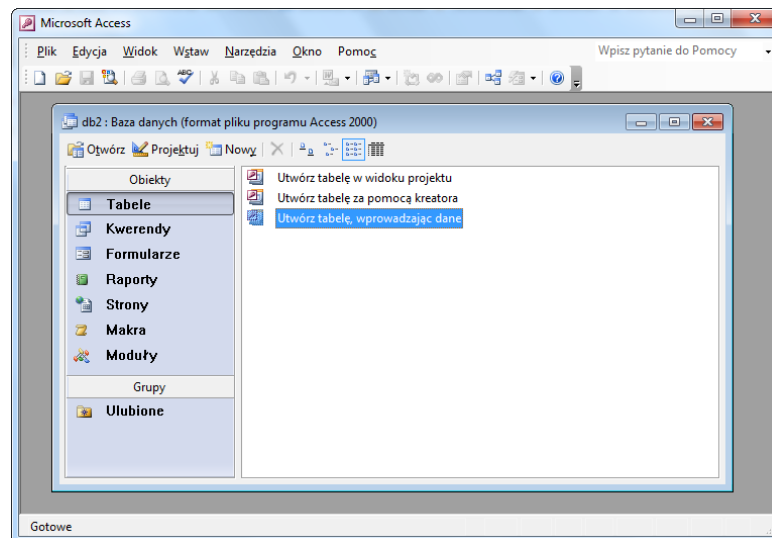 Microsoft Access
Plik Edycja Widok Wstaw Narzędzia Okno Pomoc Wpisz pytanie do Pomocy
db2 : Baza danych (format pliku programu Access 2000)
Otwórz Projektuj Nowy
Obiekty
Tabele
Kwerendy
Formularze
Raporty
Strony
Makra
Moduły
Grupy
Ulubione
Utwórz tabelę w widoku projektu
Utwórz tabelę za pomocą kreatora
Utwórz tabelę, wprowadzając dane
Gotowe